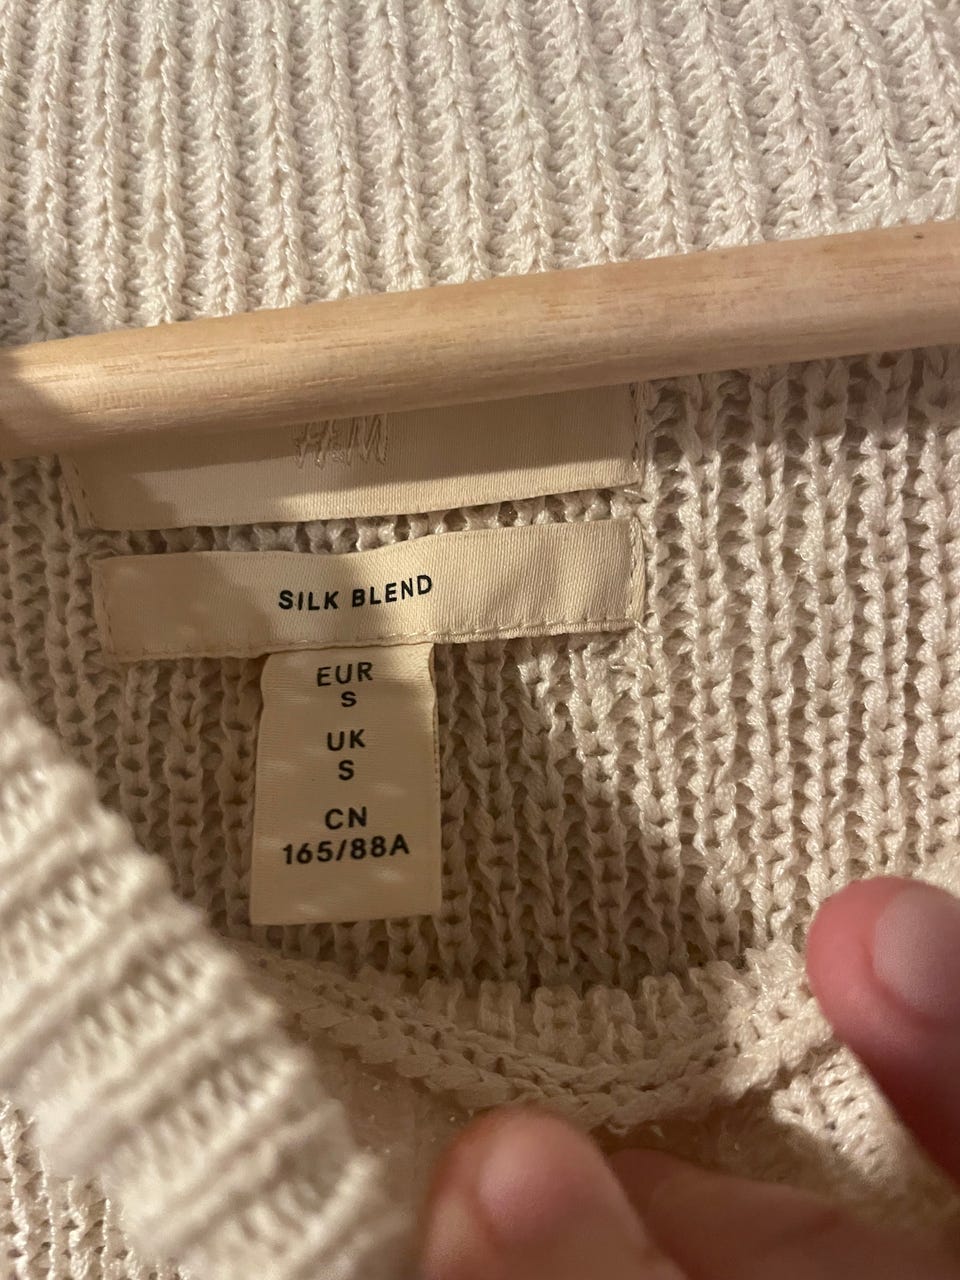 H&M
SILK BLEND
EUR
S
UK
S
CN
165/88A